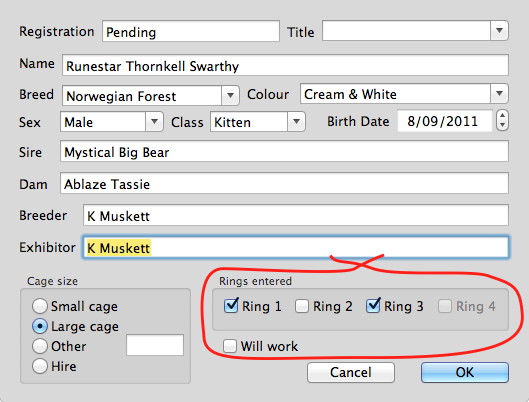 Registration Pending Title
Name Runestar Thornkell Swarthy
Breed Norwegian Forest Colour Cream & White
Sex Male Class Kitten Birth Date 8/09/2011
Sire Mystical Big Bear
Dam Ablaze Tassie
Breeder K Muskett
Exhibitor K Muskett
Cage size Rings entered
Small cage Ring 1 Ring 2 Ring 3 Ring 4
Large cage
Other Will work
Hire
Cancel OK